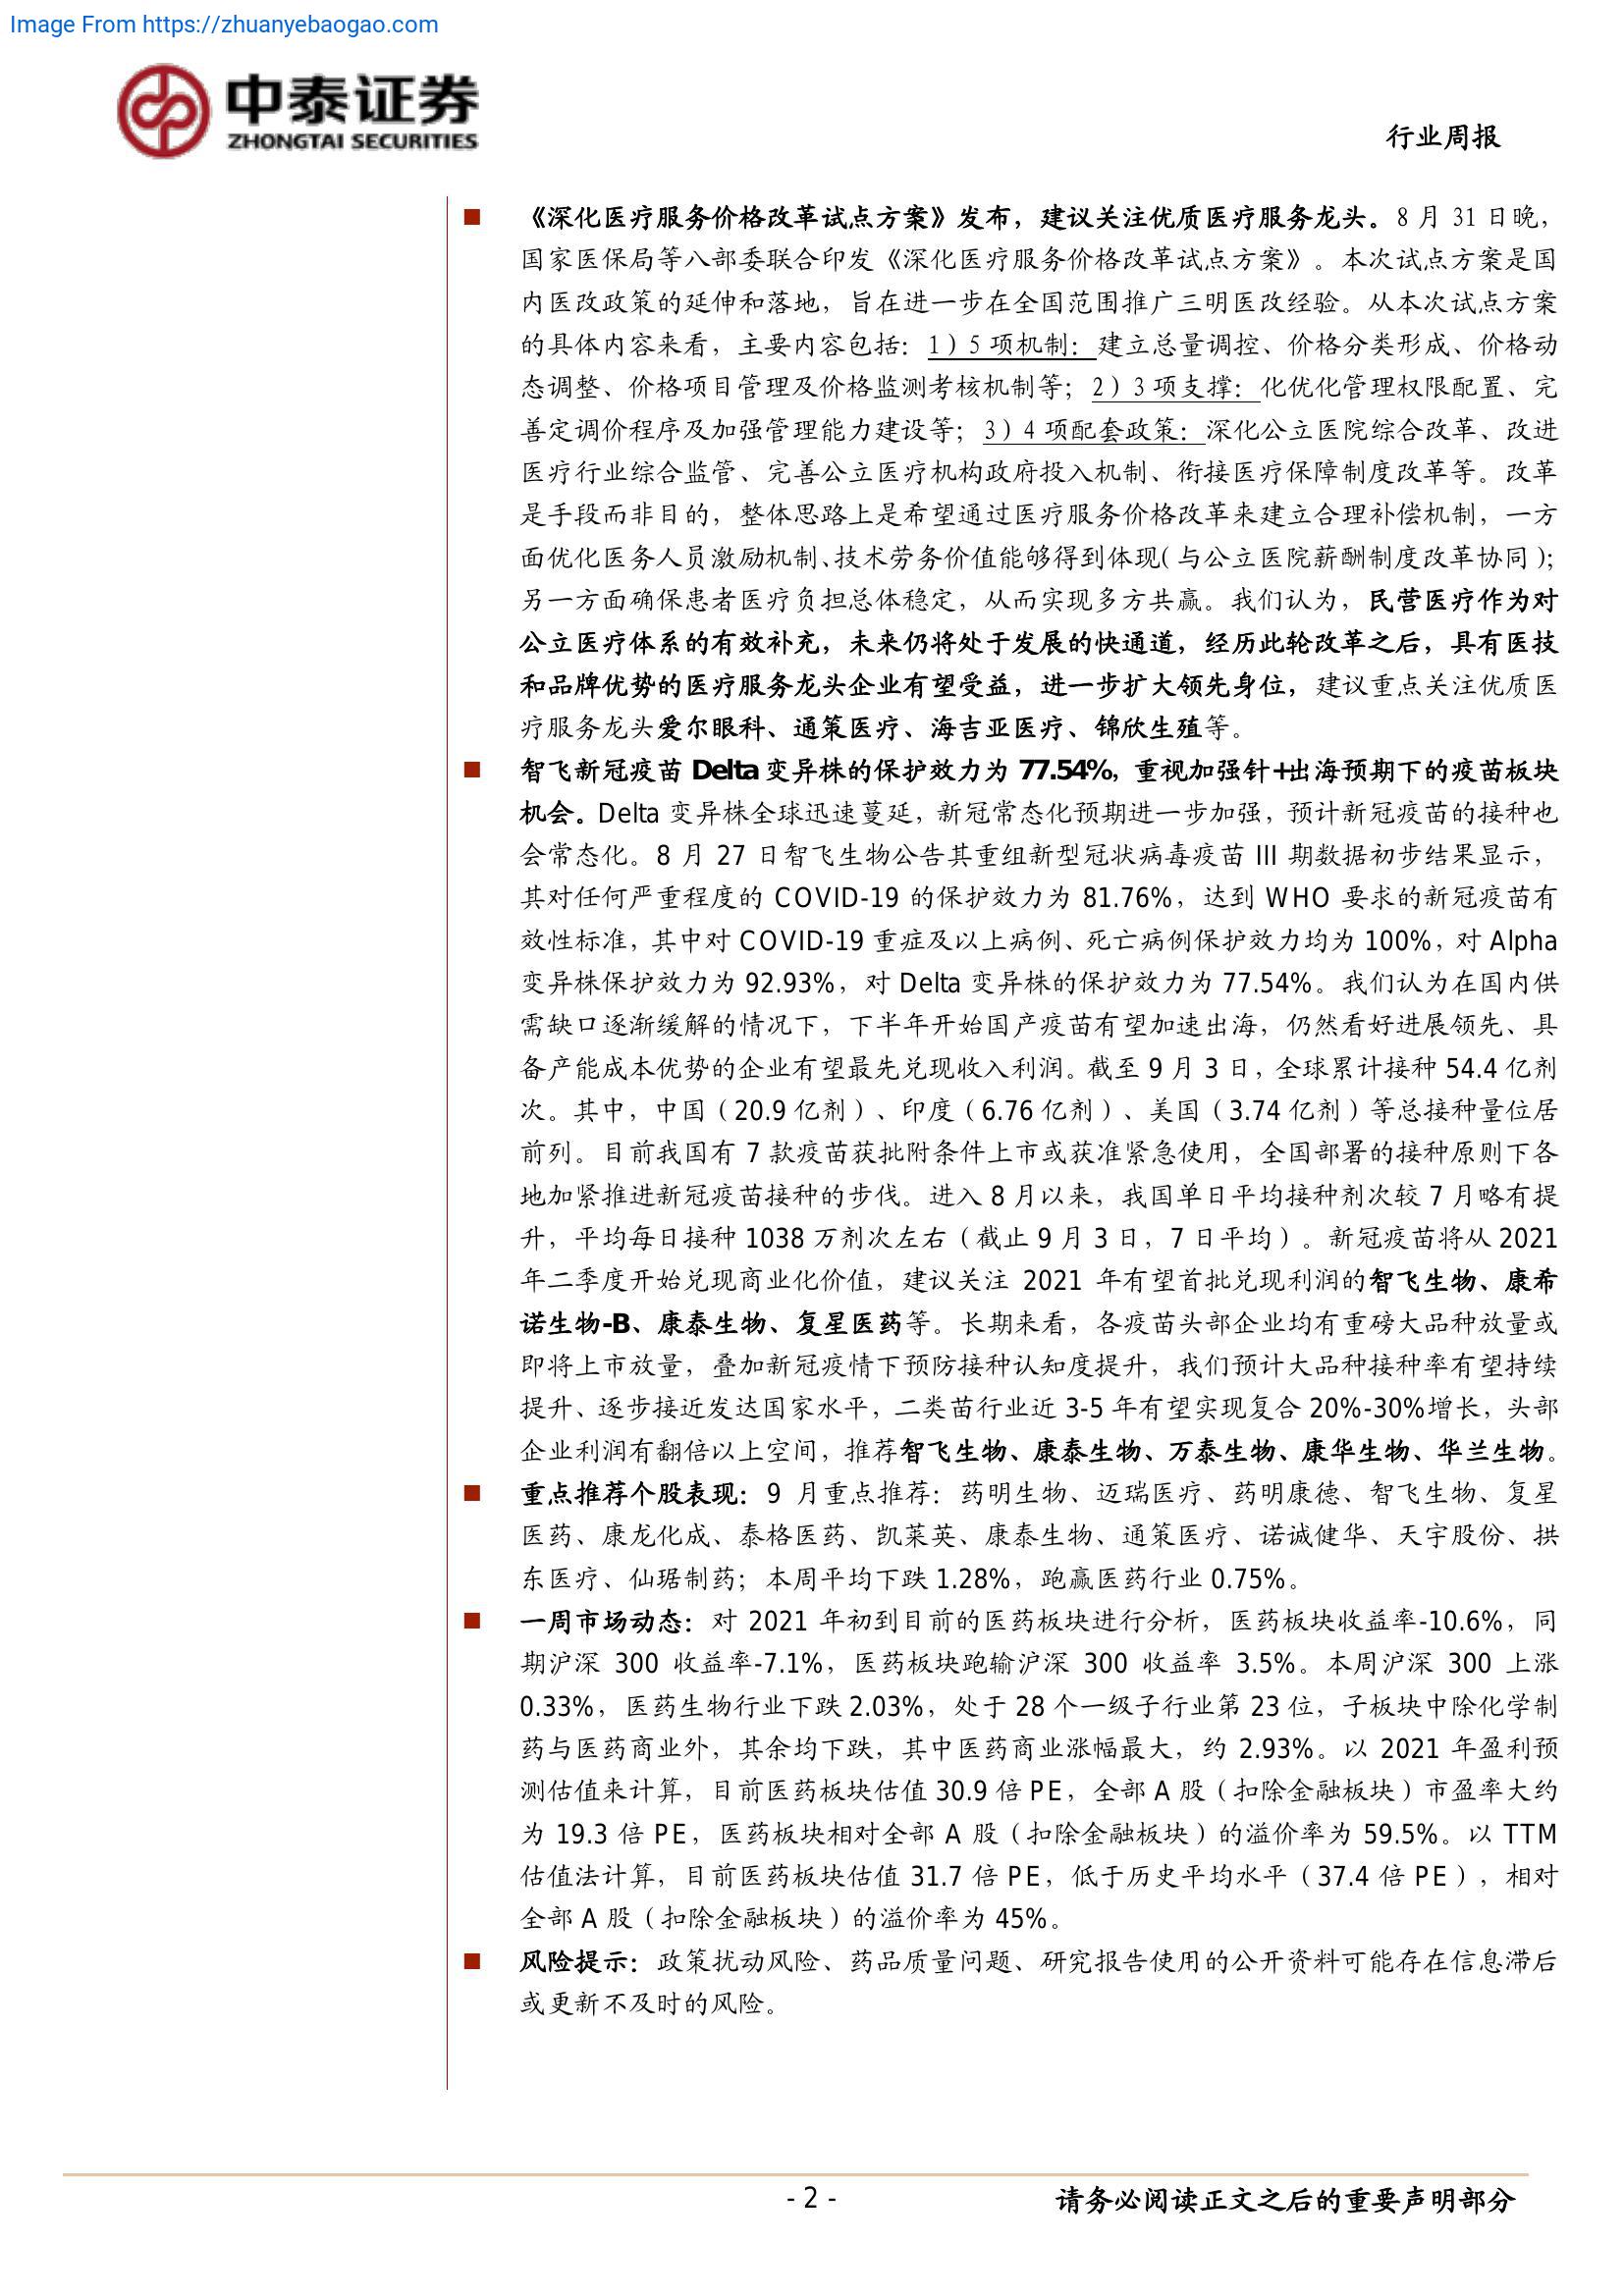 Image From https://zhuanyebaogao.com
中泰证券
ZHONGTAI SECURITIES
行业周报
《深化医疗服务价格改革试点方案》发布，建议关注优质医疗服务龙头。8 月 31 日晚，
国家医保局等八部委联合印发《深化医疗服务价格改革试点方案》。本次试点方案是国
内医改政策的延伸和落地，旨在进一步在全国范围推广三明医改经验。从本次试点方案
的具体内容来看，主要内容包括：1）5 项机制：建立总量调控、价格分类形成、价格动
态调整、价格项目管理及价格监测考核机制等；2）3 项支撑：化优化管理权限配置、完
善定调价程序及加强管理能力建设等；3）4 项配套政策：深化公立医院综合改革、改进
医疗行业综合监管、完善公立医疗机构政府投入机制、衔接医疗保障制度改革等。改革
是手段而非目的，整体思路上是希望通过医疗服务价格改革来建立合理补偿机制，一方
面优化医务人员激励机制、技术劳务价值能够得到体现（与公立医院薪酬制度改革协同）；
另一方面确保患者医疗负担总体稳定，从而实现多方共赢。我们认为，民营医疗作为对
公立医疗体系的有效补充，未来仍将处于发展的快通道，经历此轮改革之后，具有医技
和品牌优势的医疗服务龙头企业有望受益，进一步扩大领先身位，建议重点关注优质医
疗服务龙头爱尔眼科、通策医疗、海吉亚医疗、锦欣生殖等。
智飞新冠疫苗 Delta 变异株的保护效力为 77.54%，重视加强针+出海预期下的疫苗板块
机会。Delta 变异株全球迅速蔓延，新冠常态化预期进一步加强，预计新冠疫苗的接种也
会常态化。8 月 27 日智飞生物公告其重组新型冠状病毒疫苗 III 期数据初步结果显示，
其对任何严重程度的 COVID-19 的保护效力为 81.76%，达到 WHO 要求的新冠疫苗有
效性标准，其中对 COVID-19 重症及以上病例、死亡病例保护效力均为 100%，对 Alpha
变异株保护效力为 92.93%，对 Delta 变异株的保护效力为 77.54%。我们认为在国内供
需缺口逐渐缓解的情况下，下半年开始国产疫苗有望加速出海，仍然看好进展领先、具
备产能成本优势的企业有望最先兑现收入利润。截至 9 月 3 日，全球累计接种 54.4 亿剂
次。其中，中国（20.9 亿剂）、印度（6.76 亿剂）、美国（3.74 亿剂）等总接种量位居
前列。目前我国有 7 款疫苗获批附条件上市或获准紧急使用，全国部署的接种原则下各
地加紧推进新冠疫苗接种的步伐。进入 8 月以来，我国单日平均接种剂次较 7 月略有提
升，平均每日接种 1038 万剂次左右（截止 9 月 3 日，7 日平均）。新冠疫苗将从 2021
年二季度开始兑现商业化价值，建议关注 2021 年有望首批兑现利润的智飞生物、康希
诺生物-B、康泰生物、复星医药等。长期来看，各疫苗头部企业均有重磅大品种放量或
即将上市放量，叠加新冠疫情下预防接种认知度提升，我们预计大品种接种率有望持续
提升、逐步接近发达国家水平，二类苗行业近 3-5 年有望实现复合 20%-30%增长，头部
企业利润有翻倍以上空间，推荐智飞生物、康泰生物、万泰生物、康华生物、华兰生物。
重点推荐个股表现：9 月重点推荐：药明生物、迈瑞医疗、药明康德、智飞生物、复星
医药、康龙化成、泰格医药、凯莱英、康泰生物、通策医疗、诺诚健华、天宇股份、拱
东医疗、仙琚制药；本周平均下跌 1.28%，跑赢医药行业 0.75%。
一周市场动态：对 2021 年初到目前的医药板块进行分析，医药板块收益率-10.6%，同
期沪深 300 收益率-7.1%，医药板块跑输沪深 300 收益率 3.5%。本周沪深 300 上涨
0.33%，医药生物行业下跌 2.03%，处于 28 个一级子行业第 23 位，子板块中除化学制
药与医药商业外，其余均下跌，其中医药商业涨幅最大，约 2.93%。以 2021 年盈利预
测估值来计算，目前医药板块估值 30.9 倍 PE，全部 A 股（扣除金融板块）市盈率大约
为 19.3 倍 PE，医药板块相对全部 A 股（扣除金融板块）的溢价率为 59.5%。以 TTM
估值法计算，目前医药板块估值 31.7 倍 PE，低于历史平均水平（37.4 倍 PE），相对
全部 A 股（扣除金融板块）的溢价率为 45%。
风险提示：政策扰动风险、药品质量问题、研究报告使用的公开资料可能存在信息滞后
或更新不及时的风险。
- 2 -
请务必阅读正文之后的重要声明部分